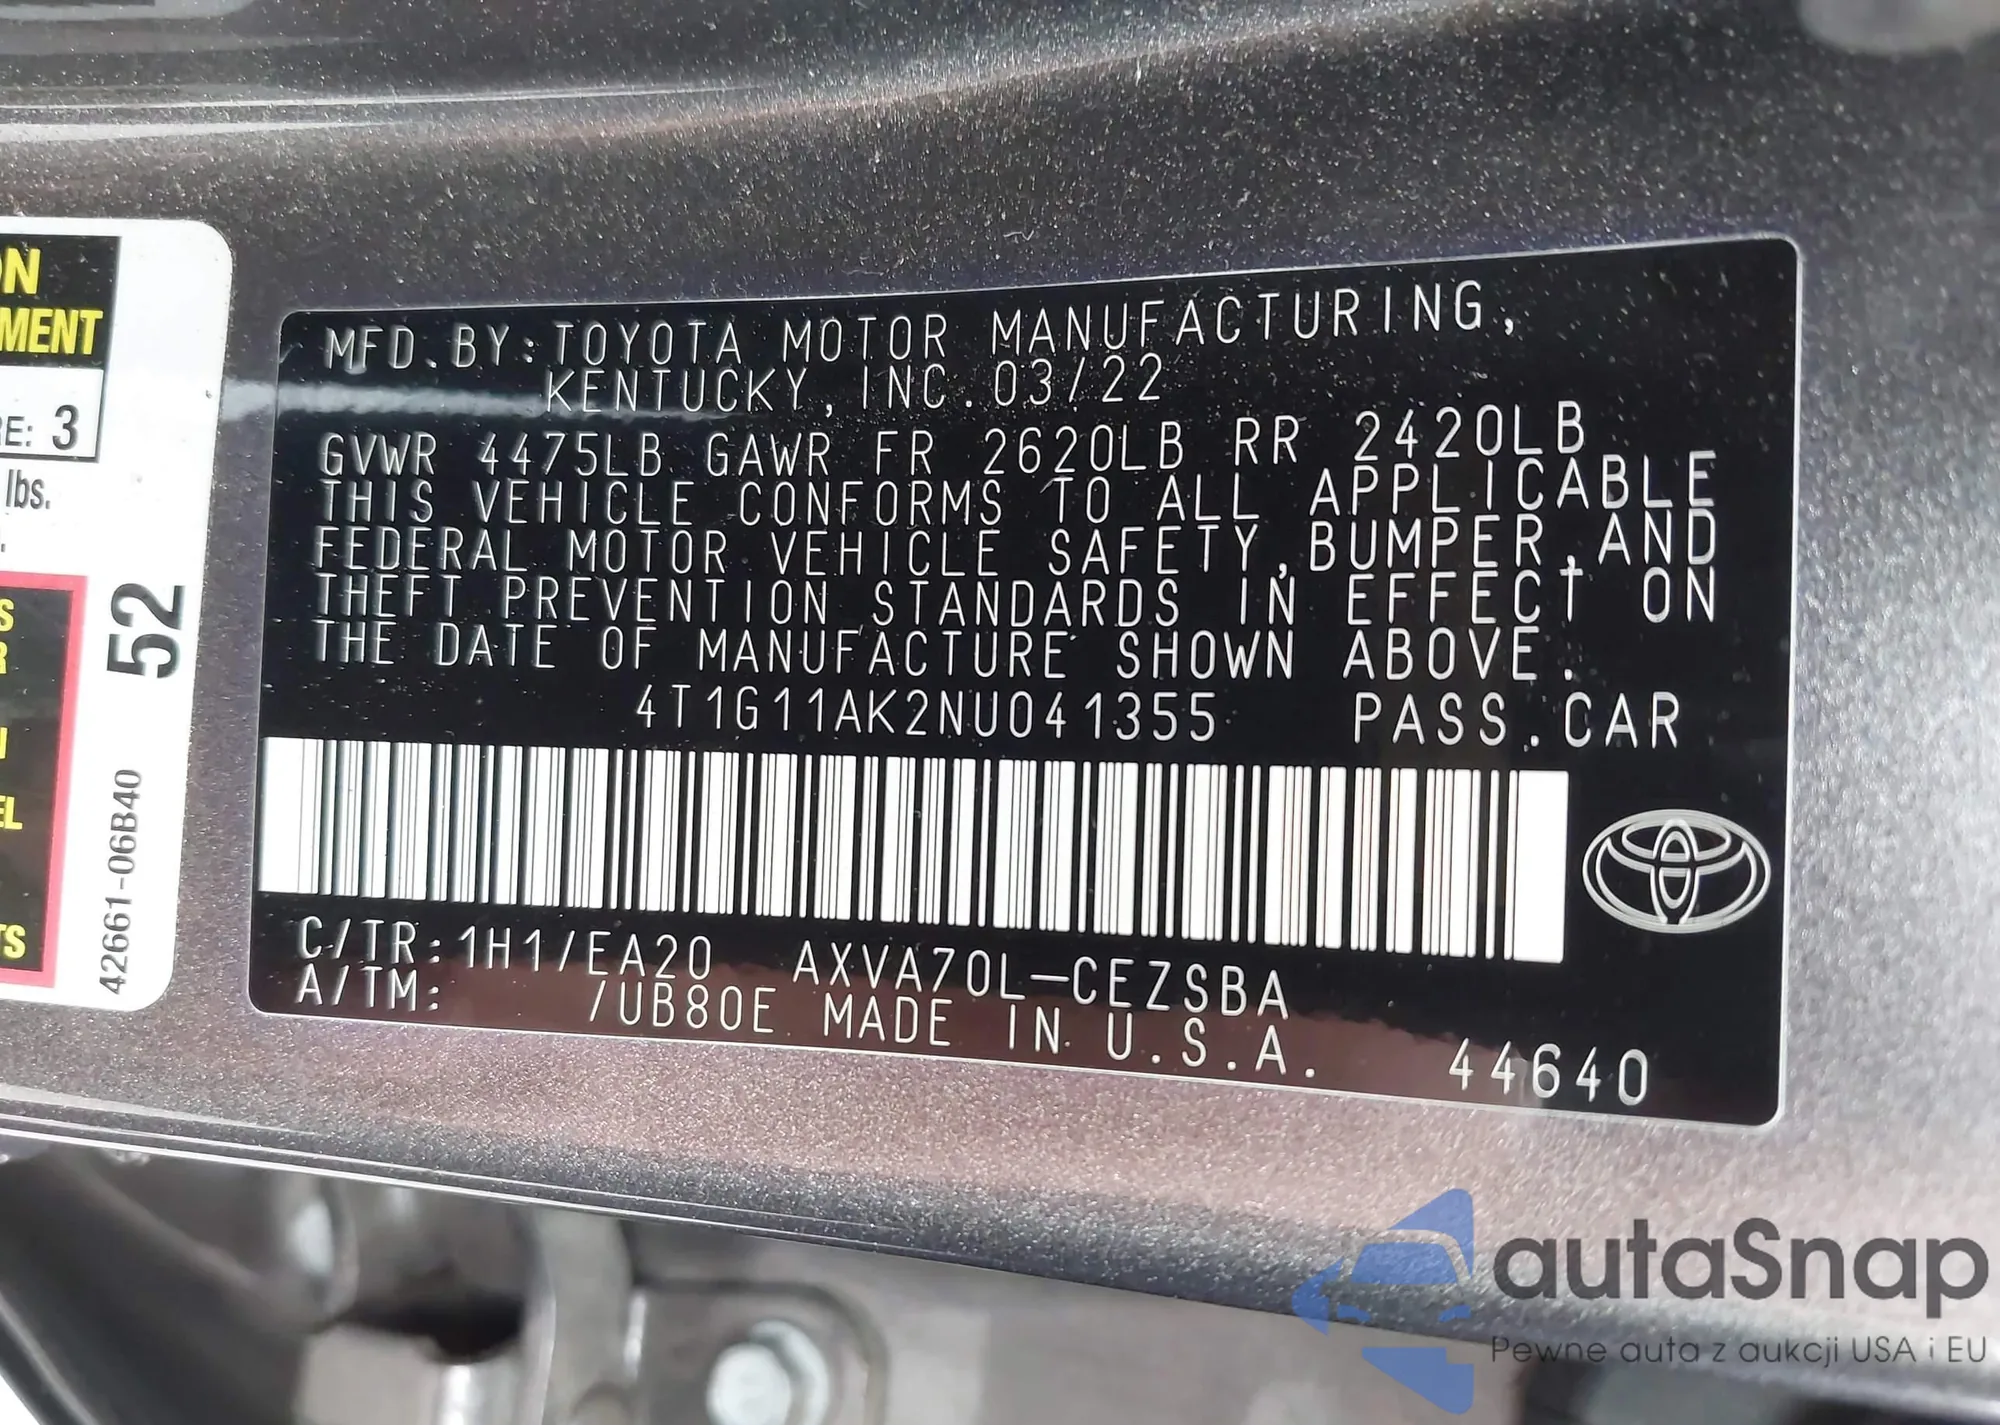 ON
MENT
RE: 3
lbs.
S
R
N
EL
TS
52
42661-06B40
MFD. BY: TOYOTA MOTOR MANUFACTURING,
KENTUCKY, INC. 03/22
GVWR 4475LB GAWR FR 2620LB RR 2420LB
THIS VEHICLE CONFORMS TO ALL APPLICABLE
FEDERAL MOTOR VEHICLE SAFETY, BUMPER, AND
THEFT PREVENTION STANDARDS IN EFFECT ON
THE DATE OF MANUFACTURE SHOWN ABOVE.
4T1G11AK2NU041355 PASS. CAR
C/TR: 1H1/EA20 AXVA70L-CEZSBA
A/TM: /UB80E MADE IN U.S.A. 44640
autaSnap
Pewne auta z aukcji USA i EU